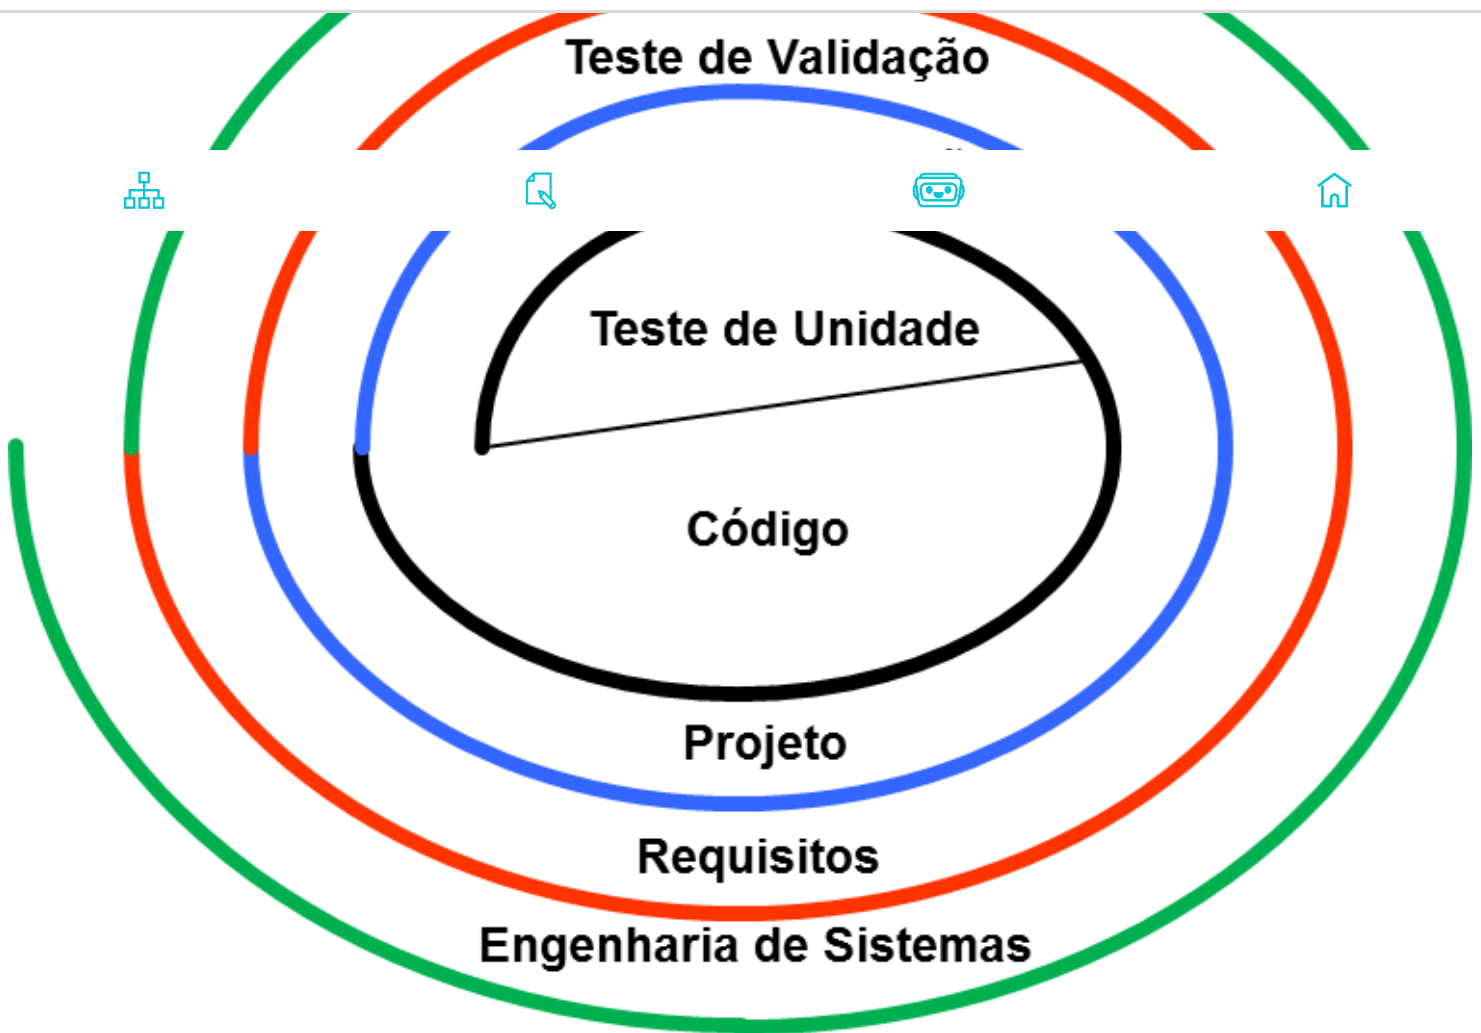 Teste de Validação
Teste de Unidade
Código
Projeto
Requisitos
Engenharia de Sistemas